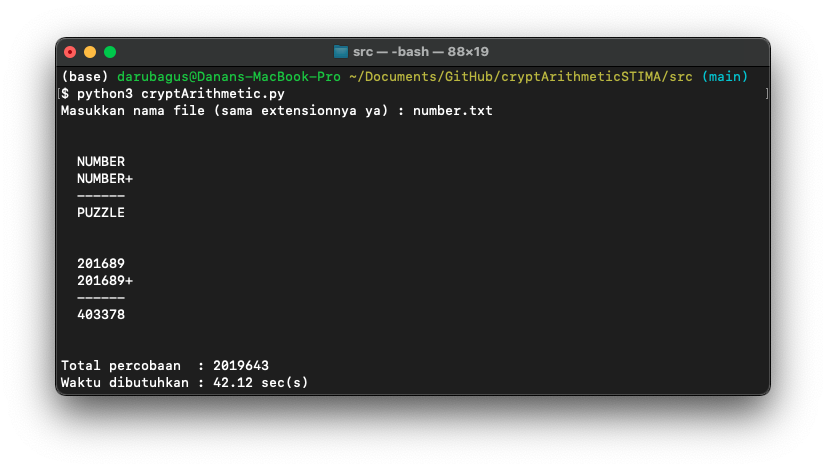 src — -bash — 88×19
(base) darubagus@Danans-MacBook-Pro ~/Documents/GitHub/cryptArithmeticSTIMA/src (main)
[$ python3 cryptArithmetic.py ]
Masukkan nama file (sama extensionnya ya) : number.txt
NUMBER
NUMBER+
------
PUZZLE
201689
201689+
------
403378
Total percobaan  : 2019643
Waktu dibutuhkan : 42.12 sec(s)